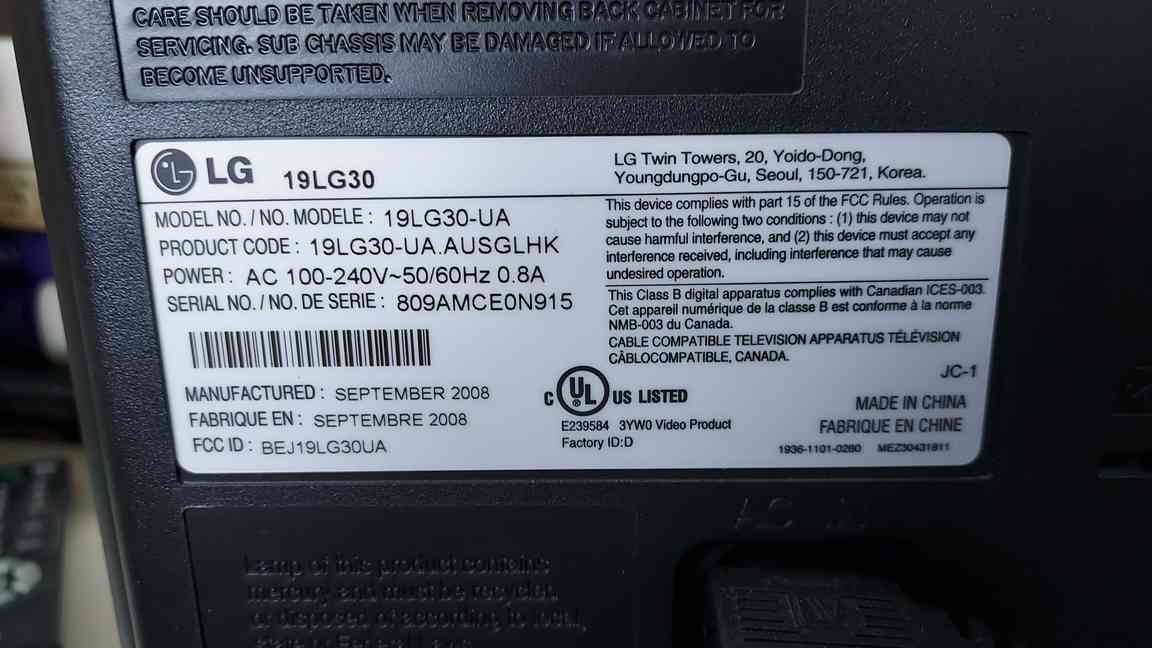 CARE SHOULD BE TAKEN WHEN REMOVING BACK CABINET FOR
SERVICING. SUB CHASSIS MAY BE DAMAGED IF ALLOWED TO
BECOME UNSUPPORTED.
LG 19LG30
LG Twin Towers, 20, Yoido-Dong,
Youngdungpo-Gu, Seoul, 150-721, Korea.
MODEL NO. / NO. MODELE : 19LG30-UA
PRODUCT CODE : 19LG30-UA.AUSGLHK
POWER : AC 100-240V~50/60Hz 0.8A
SERIAL NO. / NO. DE SERIE : 809AMCE0N915
MANUFACTURED : SEPTEMBER 2008
FABRIQUE EN : SEPTEMBRE 2008
FCC ID : BEJ19LG30UA
This device complies with part 15 of the FCC Rules. Operation is
subject to the following two conditions : (1) this device may not
cause harmful interference, and (2) this device must accept any
interference received, including interference that may cause
undesired operation.
This Class B digital apparatus complies with Canadian ICES-003.
Cet appareil numérique de la classe B est conforme à la norme
NMB-003 du Canada.
CABLE COMPATIBLE TELEVISION APPARATUS TÉLÉVISION
CÂBLOCOMPATIBLE, CANADA.
JC-1
C UL ® US LISTED
E239584 3YW0 Video Product
Factory ID:D
MADE IN CHINA
FABRIQUE EN CHINE
1936-1101-0280 MEZ30431811
AC IN
Lamp of this product contains
mercury and must be recycled,
or disposed of according to local,
state or Federal Laws.